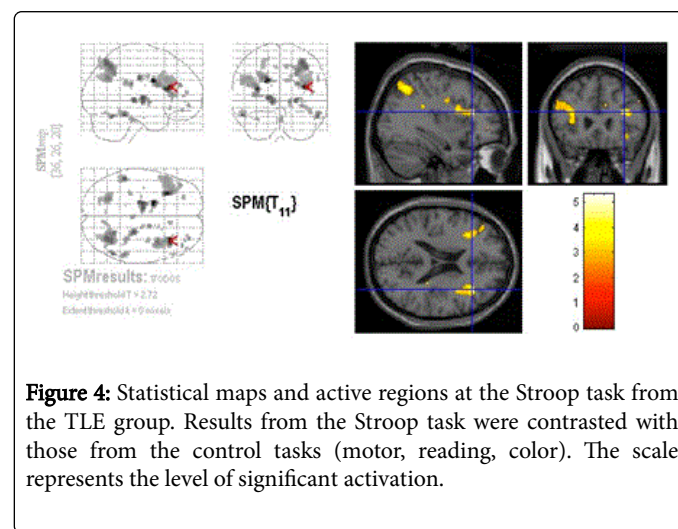 SPMmip
[36, 26, 20]
SPM{T11}
SPMresults:
Height threshold T = 2.72
Extent threshold k = 0 voxels
5
4
3
2
1
0
Figure 4: Statistical maps and active regions at the Stroop task from
the TLE group. Results from the Stroop task were contrasted with
those from the control tasks (motor, reading, color). The scale
represents the level of significant activation.